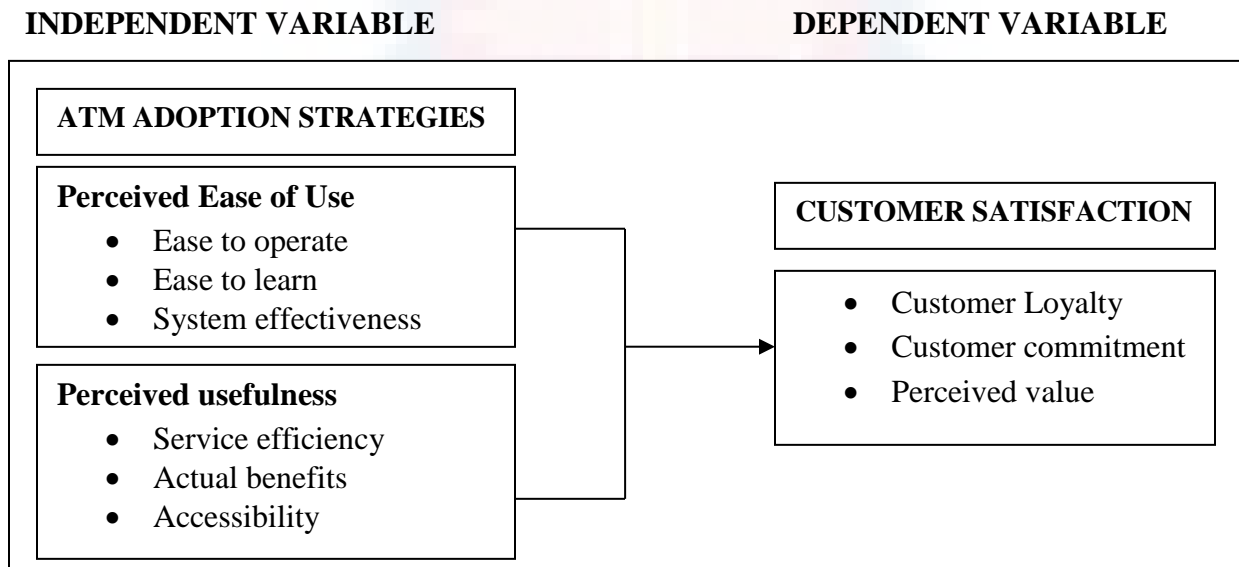 INDEPENDENT VARIABLE
DEPENDENT VARIABLE
ATM ADOPTION STRATEGIES
Perceived Ease of Use
• Ease to operate
• Ease to learn
• System effectiveness
Perceived usefulness
• Service efficiency
• Actual benefits
• Accessibility
CUSTOMER SATISFACTION
• Customer Loyalty
• Customer commitment
• Perceived value